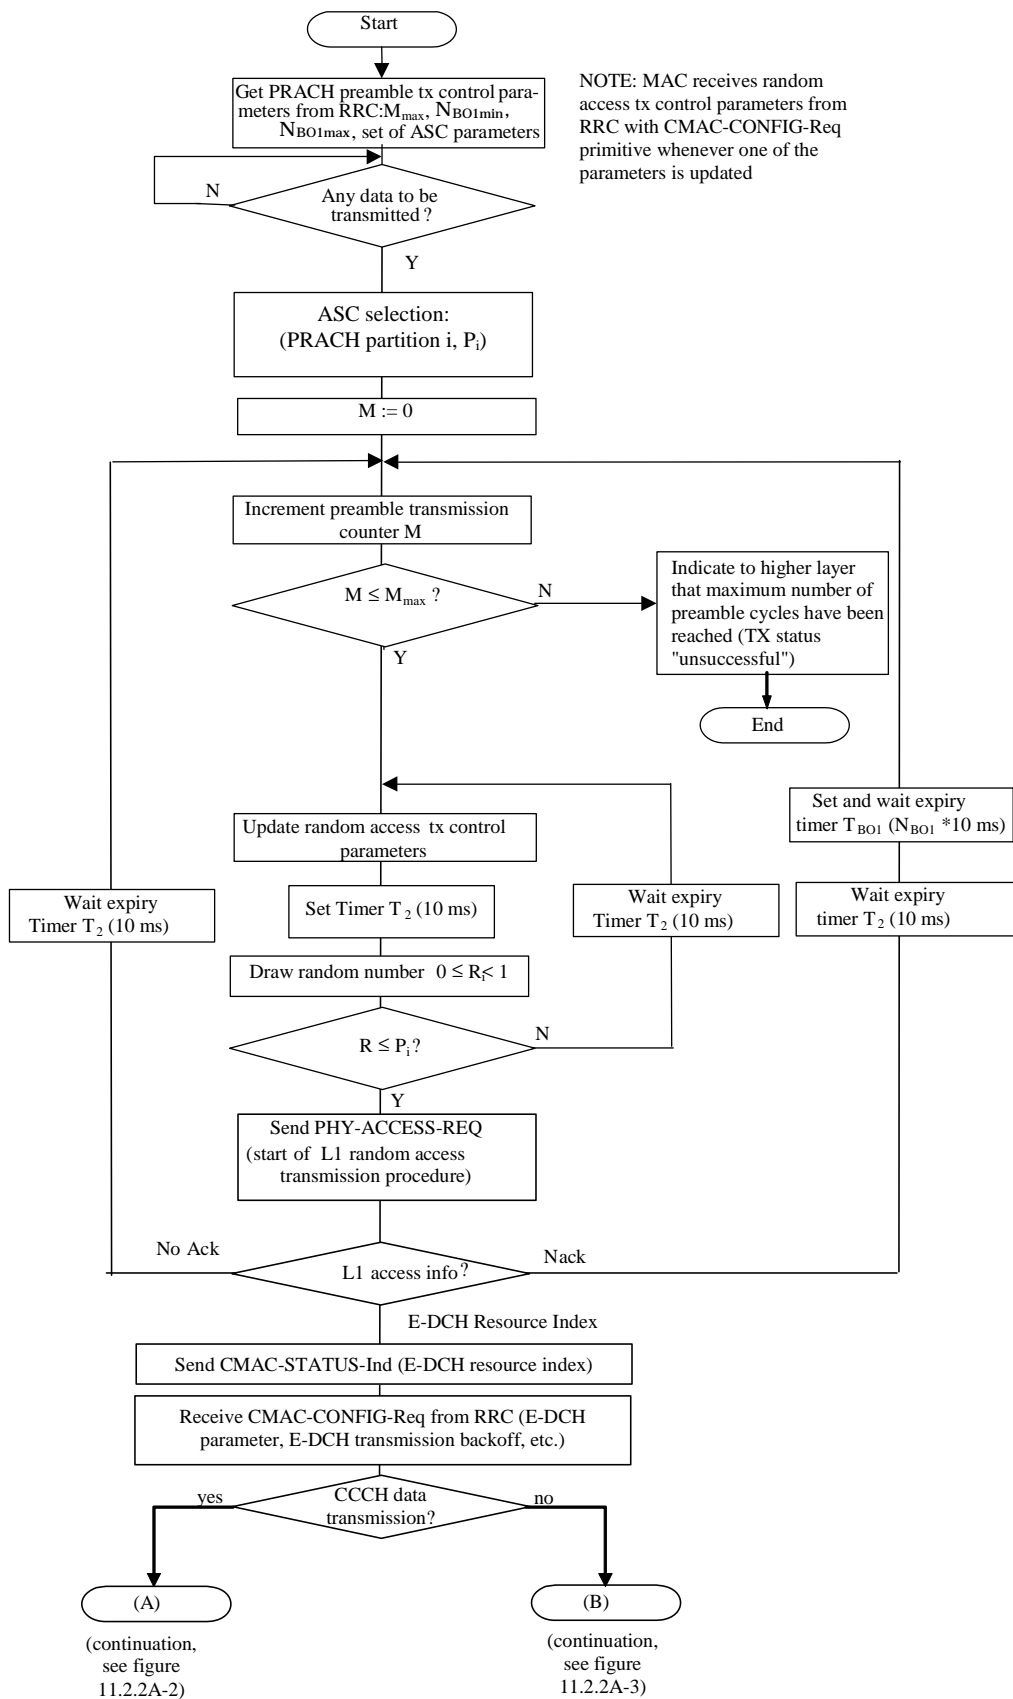 Start
Get PRACH preamble tx control para-
meters from RRC:Mmax, NBO1min,
NBO1max, set of ASC parameters
NOTE: MAC receives random
access tx control parameters from
RRC with CMAC-CONFIG-Req
primitive whenever one of the
parameters is updated
N
Any data to be
transmitted ?
Y
ASC selection:
(PRACH partition i, Pi)
M := 0
Increment preamble transmission
counter M
M ≤ Mmax ?
N
Y
Indicate to higher layer
that maximum number of
preamble cycles have been
reached (TX status
"unsuccessful")
End
Set and wait expiry
timer TBO1 (NBO1 *10 ms)
Update random access tx control
parameters
Wait expiry
Timer T2 (10 ms)
Set Timer T2 (10 ms)
Wait expiry
Timer T2 (10 ms)
Wait expiry
timer T2 (10 ms)
Draw random number 0 ≤ Ri< 1
R ≤ Pi?
N
Y
Send PHY-ACCESS-REQ
(start of L1 random access
transmission procedure)
No Ack
L1 access info?
Nack
E-DCH Resource Index
Send CMAC-STATUS-Ind (E-DCH resource index)
Receive CMAC-CONFIG-Req from RRC (E-DCH
parameter, E-DCH transmission backoff, etc.)
yes
CCCH data
transmission?
no
(A)
(B)
(continuation,
see figure
11.2.2A-2)
(continuation,
see figure
11.2.2A-3)